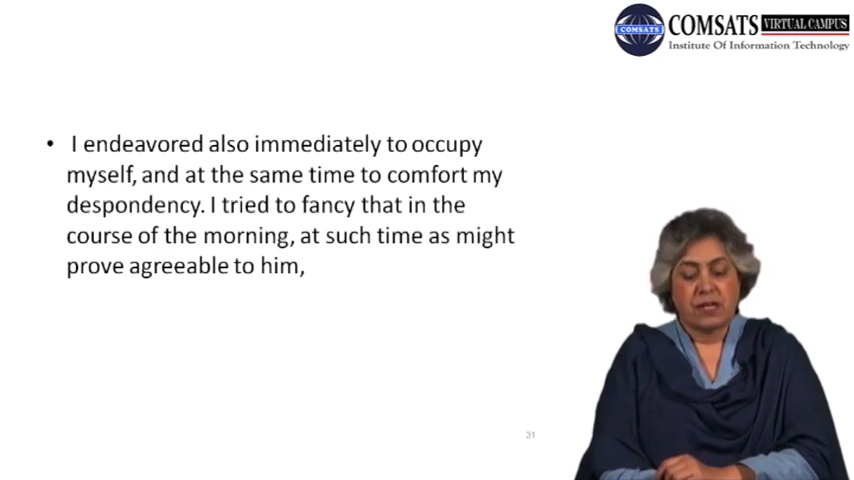 COMSATS
COMSATS VIRTUAL CAMPUS
Institute Of Information Technology
• I endeavored also immediately to occupy
myself, and at the same time to comfort my
despondency. I tried to fancy that in the
course of the morning, at such time as might
prove agreeable to him,
31